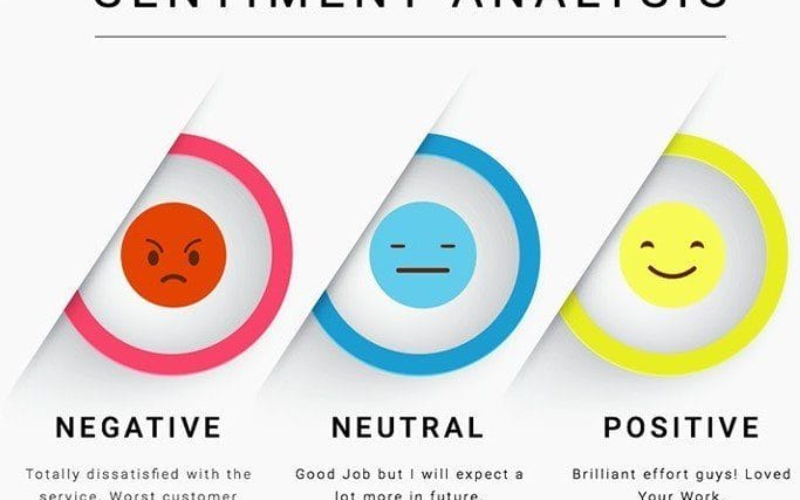 SENTIMENT ANALYSIS
NEGATIVE
Totally dissatisfied with the
service. Worst customer
NEUTRAL
Good Job but I will expect a
lot more in future.
POSITIVE
Brilliant effort guys! Loved
Your Work.